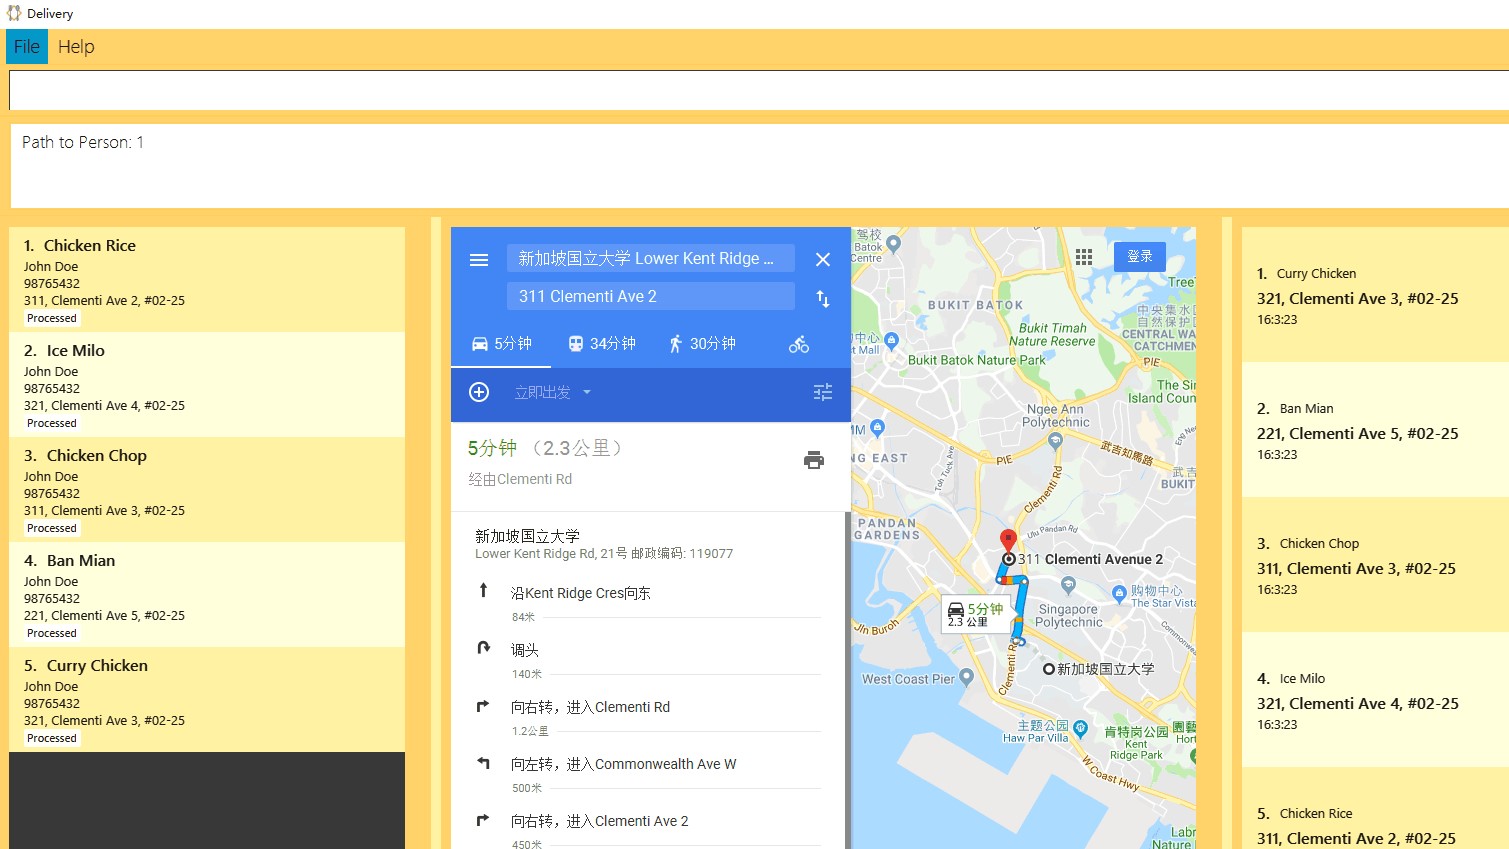 Delivery
File Help
Path to Person: 1
1. Chicken Rice
John Doe
98765432
311, Clementi Ave 2, #02-25
Processed
2. Ice Milo
John Doe
98765432
321, Clementi Ave 4, #02-25
Processed
3. Chicken Chop
John Doe
98765432
311, Clementi Ave 3, #02-25
Processed
4. Ban Mian
John Doe
98765432
221, Clementi Ave 5, #02-25
Processed
5. Curry Chicken
John Doe
98765432
321, Clementi Ave 3, #02-25
Processed
新加坡国立大学 Lower Kent Ridge ...
311 Clementi Ave 2
5分钟 34分钟 30分钟
立即出发
5分钟 （2.3公里）
经由Clementi Rd
新加坡国立大学
Lower Kent Ridge Rd, 21号 邮政编码: 119077
沿Kent Ridge Cres向东
84米
调头
140米
向右转，进入Clementi Rd
1.2公里
向左转，进入Commonwealth Ave W
500米
向右转，进入Clementi Ave 2
450米
驾校
Batok
Centre
登录
BUKIT BATOK
Tree
中央集水
自然保护
CENTRAL WA
CATCHMEN
Bukit Timah
Nature Reserve
物中心
t Mall
Bukit Batok Nature Park
The Sin
Island Coun
Ngee Ann
Polytechnic
PIE
武吉知馬路
NG EAST
Toh Tuck Ave
PIE
武吉
BUKIT
Clementi Rd
PANDAN
GARDENS
Ulu Pandan Rd
311 Clementi Avenue 2
购物中心
The Star Vista
5分钟
2.3 公里
Singapore
Polytechnic
Jln Buroh
Commonwealth
Clementi Rd
新加坡国立大学
West Coast Pier
主题公园
Haw Par Villa
肯特岗公园
Kent
Ridge Park
園藝
Hort
W Coast Hwy
Labr
Nature
1. Curry Chicken
321, Clementi Ave 3, #02-25
16:3:23
2. Ban Mian
221, Clementi Ave 5, #02-25
16:3:23
3. Chicken Chop
311, Clementi Ave 3, #02-25
16:3:23
4. Ice Milo
321, Clementi Ave 4, #02-25
16:3:23
5. Chicken Rice
311, Clementi Ave 2, #02-25